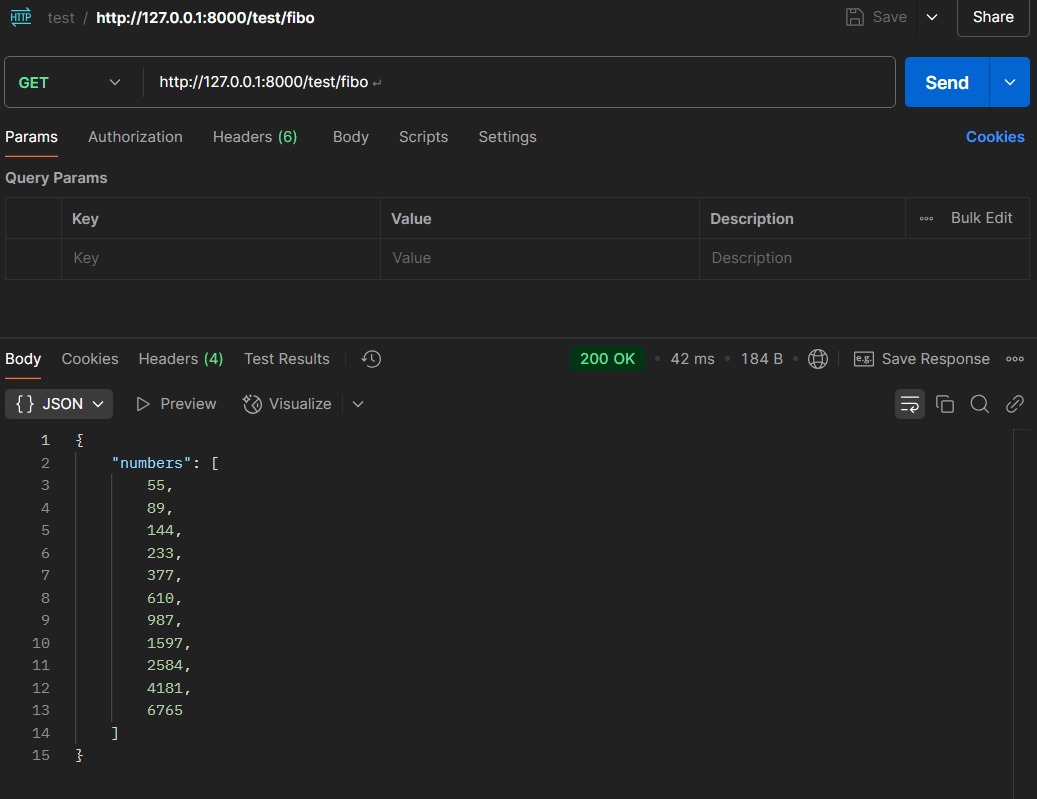 HTTP test / http://127.0.0.1:8000/test/fibo Save Share
GET http://127.0.0.1:8000/test/fibo ↵ Send
Params Authorization Headers (6) Body Scripts Settings Cookies
Query Params
Key Value Description Bulk Edit
Key Value Description
Body Cookies Headers (4) Test Results 200 OK • 42 ms • 184 B • e.g. Save Response
{} JSON Preview Visualize
1 {
2 "numbers": [
3 55,
4 89,
5 144,
6 233,
7 377,
8 610,
9 987,
10 1597,
11 2584,
12 4181,
13 6765
14 ]
15 }